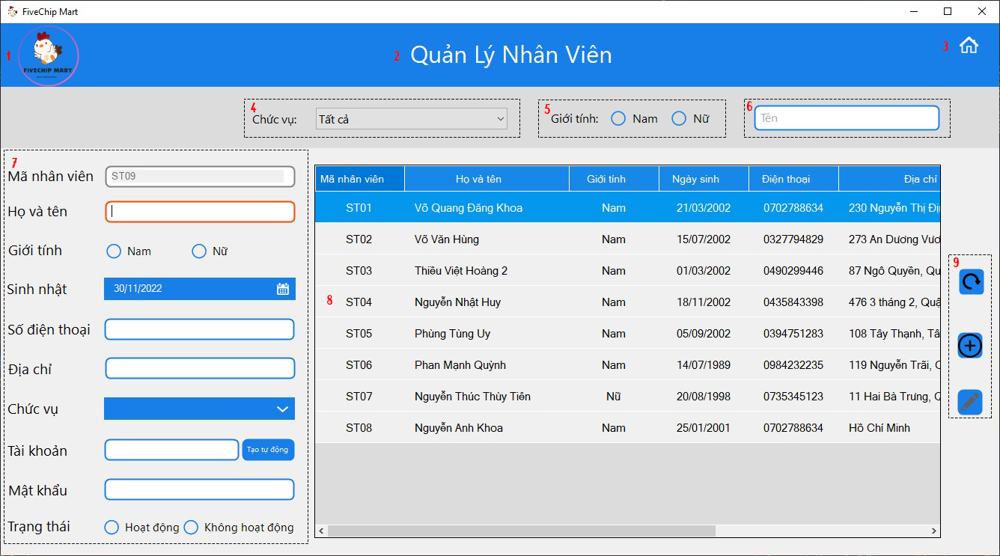 FiveChip Mart
1
FIVECHIP MART
2 Quản Lý Nhân Viên
3
4
Chức vụ: Tất cả
5
Giới tính: Nam Nữ
6
Tên
7
Mã nhân viên ST09
Họ và tên
Giới tính Nam Nữ
Sinh nhật 30/11/2022
Số điện thoại
Địa chỉ
Chức vụ
Tài khoản Tạo tự động
Mật khẩu
Trạng thái Hoạt động Không hoạt động
8
Mã nhân viên Họ và tên Giới tính Ngày sinh Điện thoại Địa chỉ
ST01 Võ Quang Đăng Khoa Nam 21/03/2002 0702788634 230 Nguyễn Thị Đị
ST02 Võ Văn Hùng Nam 15/07/2002 0327794829 273 An Dương Vươ
ST03 Thiều Việt Hoàng 2 Nam 01/03/2002 0490299446 87 Ngô Quyền, Qu
ST04 Nguyễn Nhật Huy Nam 18/11/2002 0435843398 476 3 tháng 2, Quậ
ST05 Phùng Tùng Uy Nam 05/09/2002 0394751283 108 Tây Thạnh, Tâ
ST06 Phan Mạnh Quỳnh Nam 14/07/1989 0984232235 119 Nguyễn Trãi,
ST07 Nguyễn Thúc Thùy Tiên Nữ 20/08/1998 0735345123 11 Hai Bà Trưng,
ST08 Nguyễn Anh Khoa Nam 25/01/2001 0702788634 Hồ Chí Minh
9